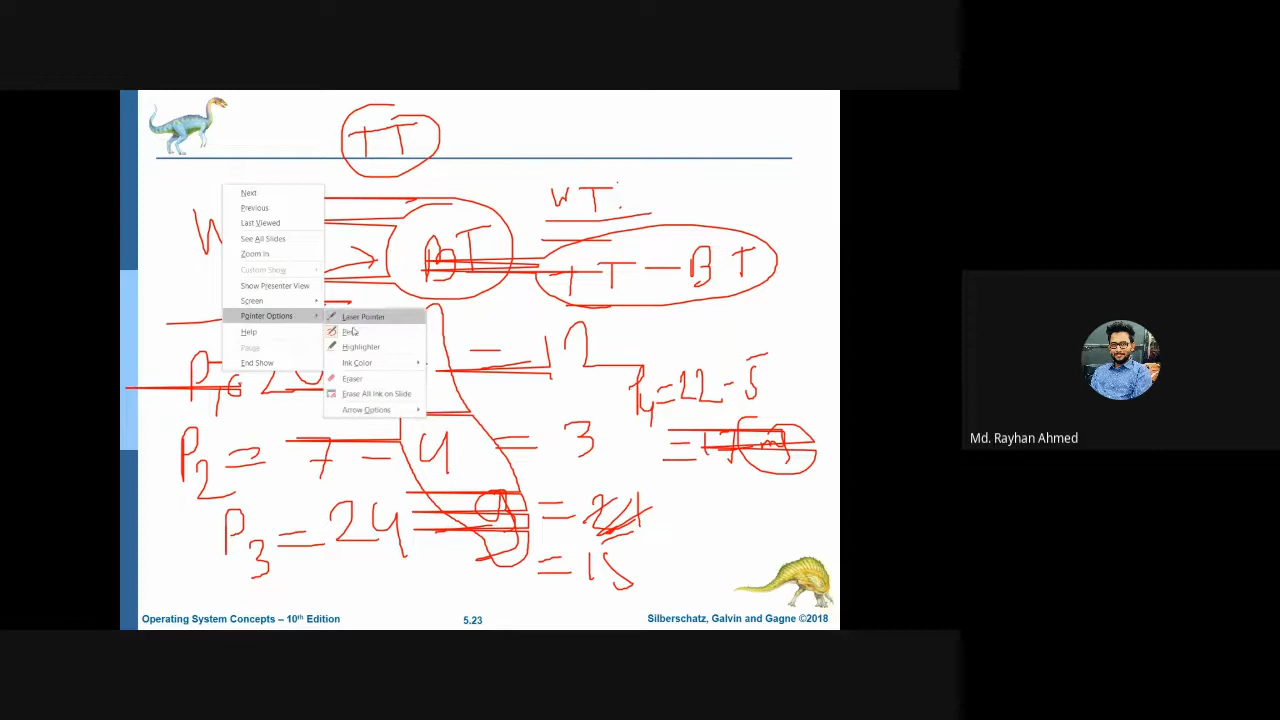 TT
WT:
W
BT
TT - BT
Next
Previous
Last Viewed
See All Slides
Zoom In
Custom Show
Show Presenter View
Screen
Pointer Options
Help
Pause
End Show
Laser Pointer
Pen
Highlighter
Ink Color
Eraser
Erase All Ink on Slide
Arrow Options
- = 12
P4 = 22 - 5
P2 = 7 - 4 = 3
P3 = 24 - 9 =
= 15
Operating System Concepts – 10th Edition
5.23
Silberschatz, Galvin and Gagne ©2018
Md. Rayhan Ahmed